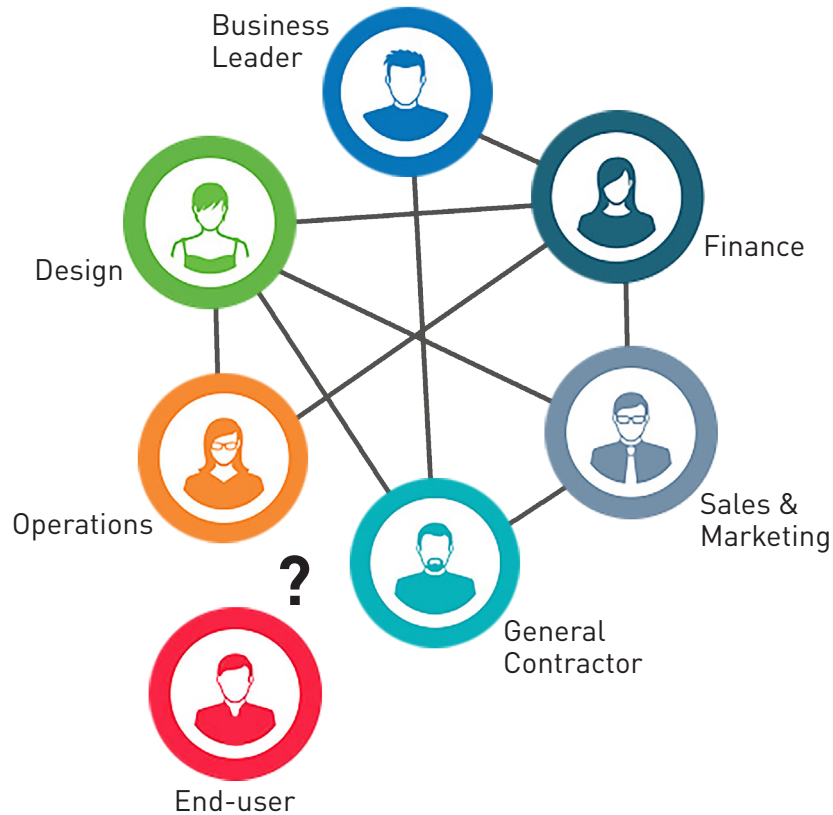 Business
Leader
Finance
Design
Sales &
Marketing
Operations
?
General
Contractor
End-user